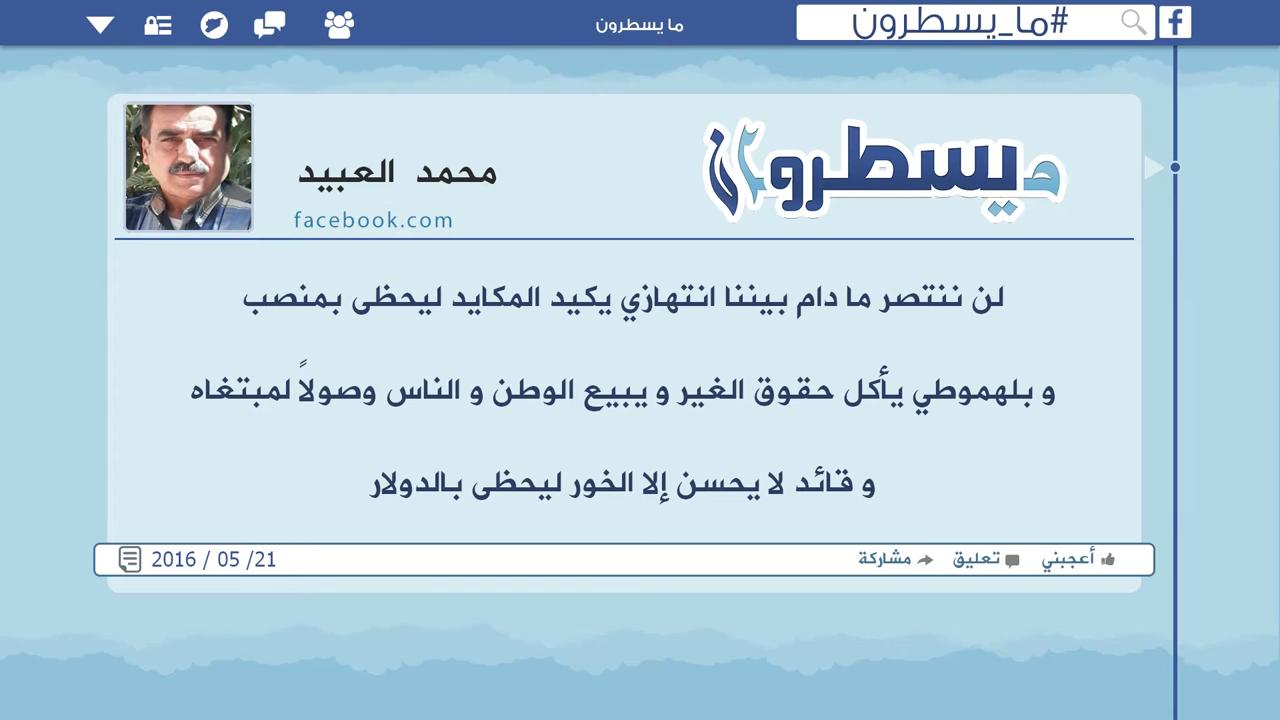 #ما_يسطرون
ما يسطرون
ما يسطرون
محمد العبيد
facebook.com
لن ننتصر ما دام بيننا انتهازي يكيد المكايد ليحظى بمنصب
و بلهموطي يأكل حقوق الغير و يبيع الوطن و الناس وصولاً لمبتغاه
و قائد لا يحسن إلا الخور ليحظى بالدولار
أعجبني تعليق مشاركة
2016 / 05 /21